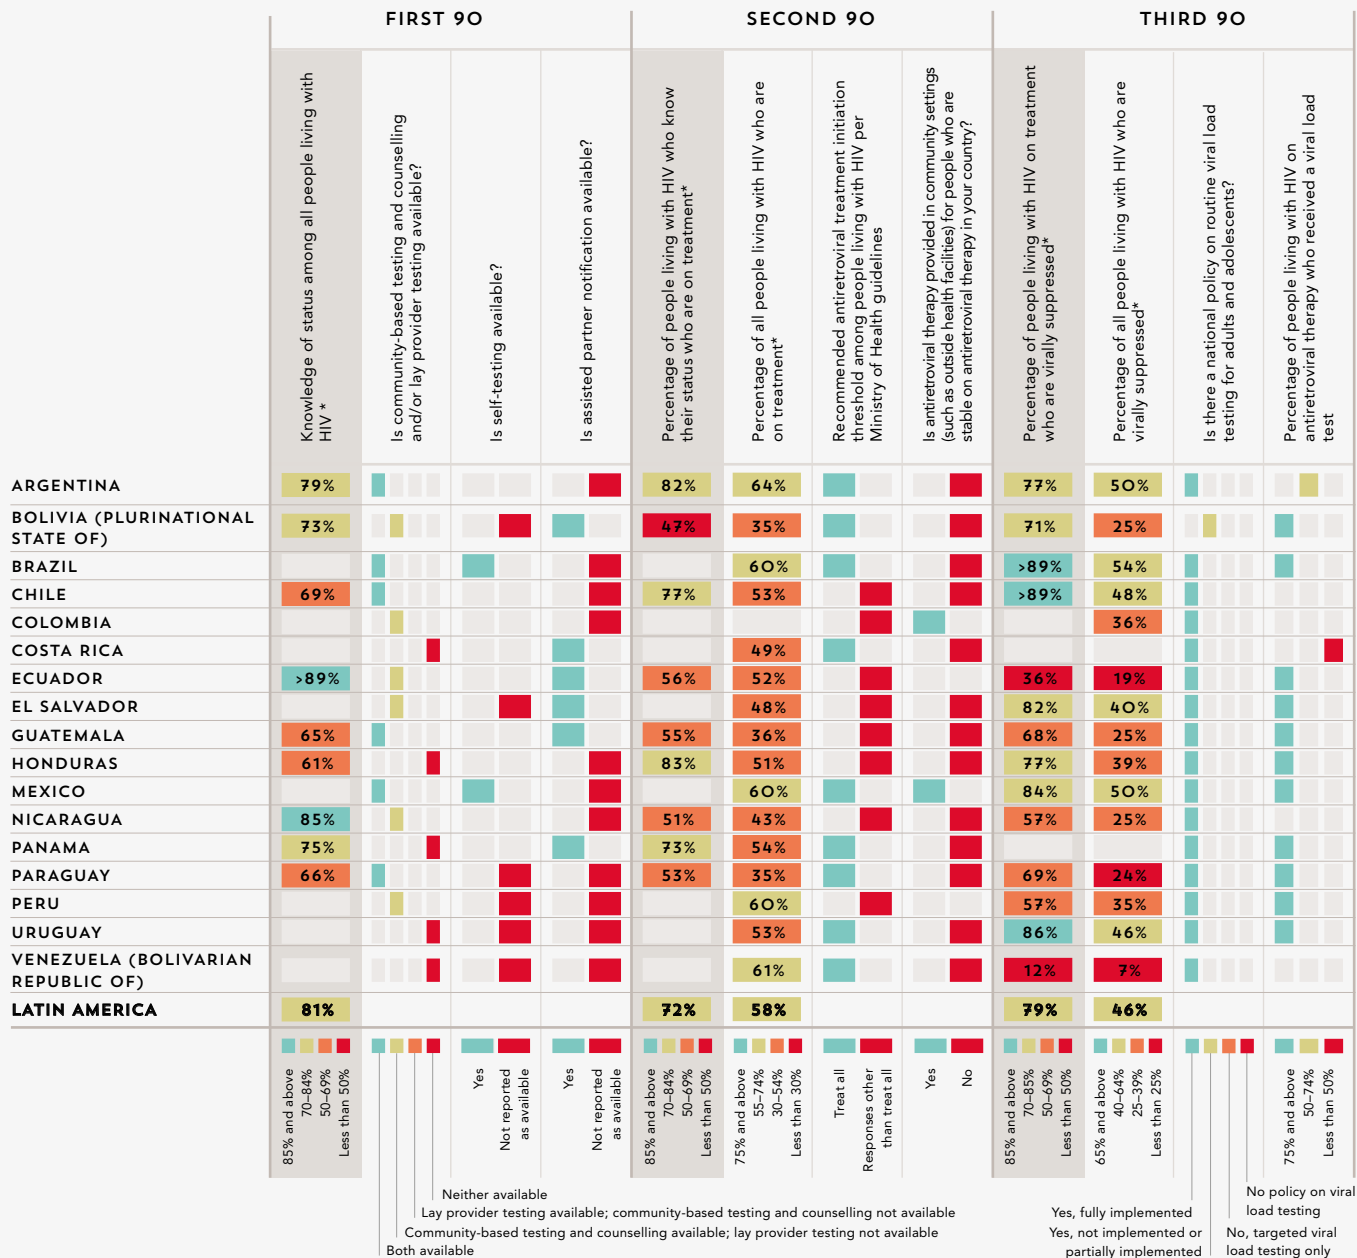 FIRST 90
SECOND 90
THIRD 90
Knowledge of status among all people living with
HIV *
Is community-based testing and counselling
and/or lay provider testing available?
Is self-testing available?
Is assisted partner notification available?
Percentage of people living with HIV who know
their status who are on treatment*
Percentage of all people living with HIV who are
on treatment*
Recommended antiretroviral treatment initiation
threshold among people living with HIV per
Ministry of Health guidelines
Is antiretroviral therapy provided in community settings
(such as outside health facilities) for people who are
stable on antiretroviral therapy in your country?
Percentage of people living with HIV on treatment
who are virally suppressed*
Percentage of all people living with HIV who are
virally suppressed*
Is there a national policy on routine viral load
testing for adults and adolescents?
Percentage of people living with HIV on
antiretroviral therapy who received a viral load
test
ARGENTINA 79% 82% 64% 77% 50%
BOLIVIA (PLURINATIONAL
STATE OF) 73% 47% 35% 71% 25%
BRAZIL 60% >89% 54%
CHILE 69% 77% 53% >89% 48%
COLOMBIA 36%
COSTA RICA 49%
ECUADOR >89% 56% 52% 36% 19%
EL SALVADOR 48% 82% 40%
GUATEMALA 65% 55% 36% 68% 25%
HONDURAS 61% 83% 51% 77% 39%
MEXICO 60% 84% 50%
NICARAGUA 85% 51% 43% 57% 25%
PANAMA 75% 73% 54%
PARAGUAY 66% 53% 35% 69% 24%
PERU 60% 57% 35%
URUGUAY 53% 86% 46%
VENEZUELA (BOLIVARIAN
REPUBLIC OF) 61% 12% 7%
LATIN AMERICA 81% 72% 58% 79% 46%
85% and above
70–84%
50–69%
Less than 50%
Yes
Not reported
as available
Yes
Not reported
as available
85% and above
70–84%
50–69%
Less than 50%
75% and above
55–74%
30–54%
Less than 30%
Treat all
Responses other
than treat all
Yes
No
85% and above
70–85%
50–69%
Less than 50%
65% and above
40–64%
25–39%
Less than 25%
75% and above
50–74%
Less than 50%
Neither available
Lay provider testing available; community-based testing and counselling not available
Community-based testing and counselling available; lay provider testing not available
Both available
Yes, fully implemented
Yes, not implemented or
partially implemented
No policy on viral
load testing
No, targeted viral
load testing only